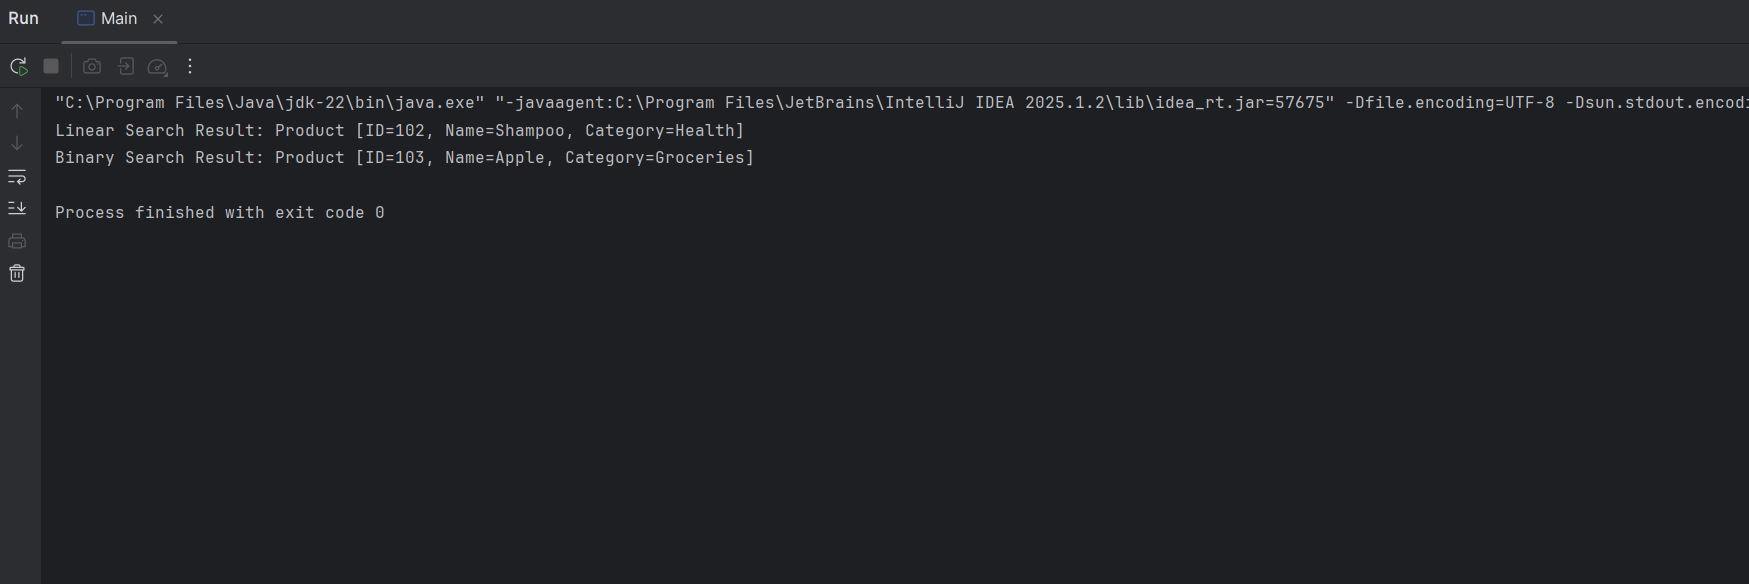 Run Main
"C:\Program Files\Java\jdk-22\bin\java.exe" "-javaagent:C:\Program Files\JetBrains\IntelliJ IDEA 2025.1.2\lib\idea_rt.jar=57675" -Dfile.encoding=UTF-8 -Dsun.stdout.encodi
Linear Search Result: Product [ID=102, Name=Shampoo, Category=Health]
Binary Search Result: Product [ID=103, Name=Apple, Category=Groceries]
Process finished with exit code 0